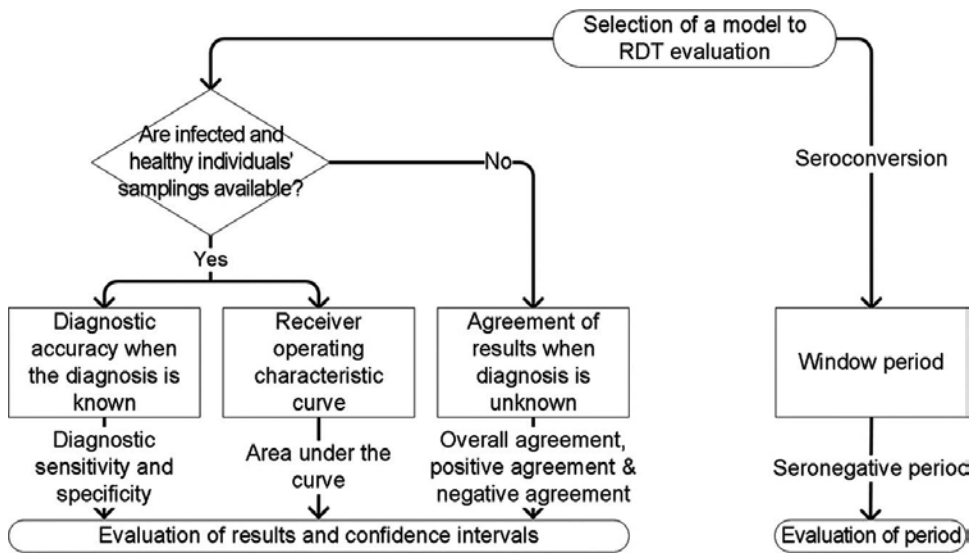 Selection of a model to
RDT evaluation
Are infected and
healthy individuals'
samplings available?
No
Seroconversion
Yes
Diagnostic
accuracy when
the diagnosis is
known
Receiver
operating
characteristic
curve
Agreement of
results when
diagnosis is
unknown
Window period
Diagnostic
sensitivity and
specificity
Area under the
curve
Overall agreement,
positive agreement &
negative agreement
Seronegative period
Evaluation of results and confidence intervals
Evaluation of period